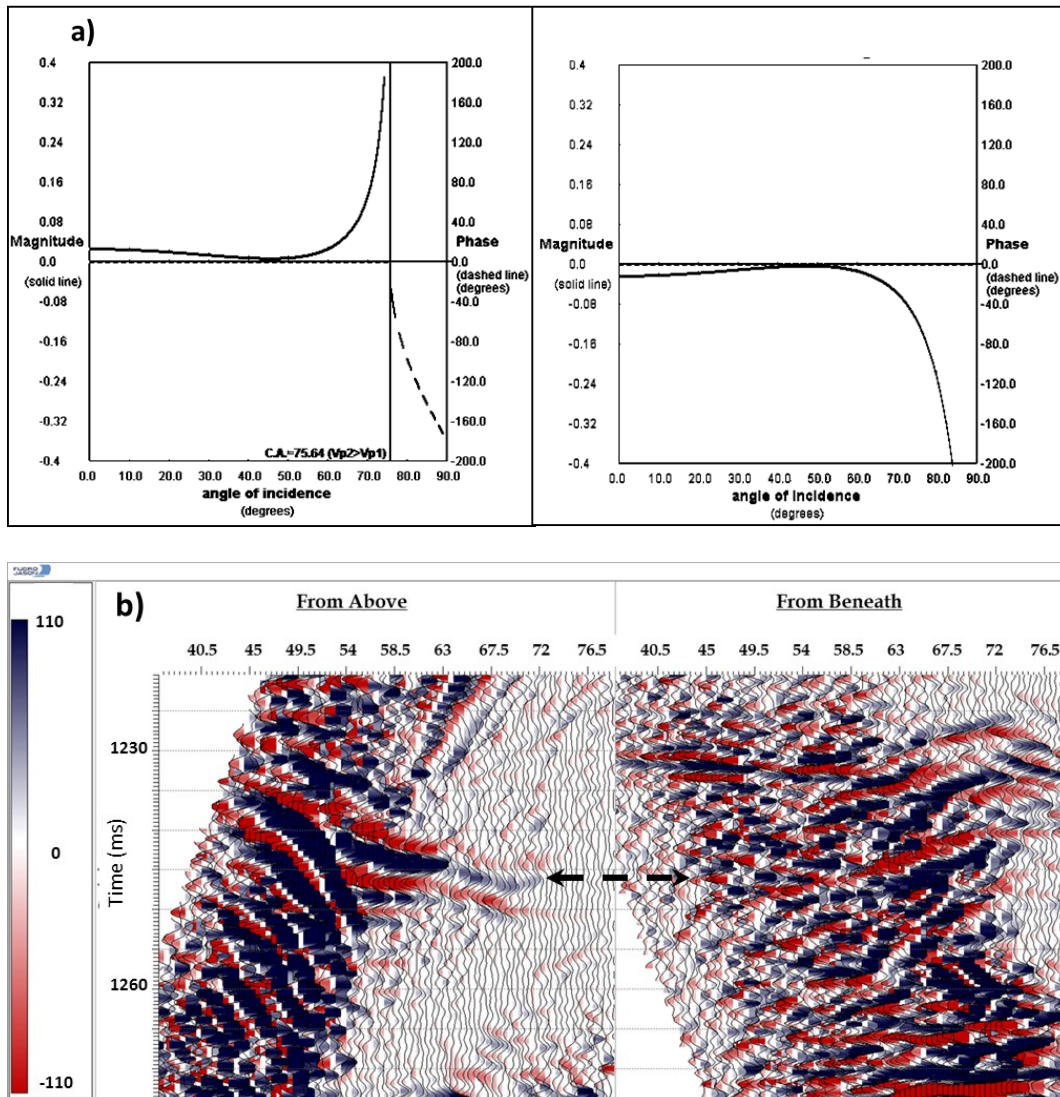 a)
0.4 200.0 0.4 200.0
0.32 160.0 0.32 160.0
0.24 120.0 0.24 120.0
0.16 80.0 0.16 80.0
0.08 40.0 0.08 40.0
Magnitude Phase Magnitude Phase
0.0 0.0 0.0 0.0
(solid line) (dashed line) (solid line) (dashed line)
(degrees) (degrees)
-0.08 -40.0 -0.08 -40.0
-0.16 -80.0 -0.16 -80.0
-0.24 -120.0 -0.24 -120.0
-0.32 -160.0 -0.32 -160.0
C.A.=75.64 (Vp2>Vp1)
-0.4 -200.0 -0.4 -200.0
0.0 10.0 20.0 30.0 40.0 50.0 60.0 70.0 80.0 90.0 0.0 10.0 20.0 30.0 40.0 50.0 60.0 70.0 80.0 90.0
angle of incidence angle of incidence
(degrees) (degrees)
FUGRO
JASON
b) From Above From Beneath
110
40.5 45 49.5 54 58.5 63 67.5 72 76.5 40.5 45 49.5 54 58.5 63 67.5 72 76.5
1230
0
Time (ms)
1260
-110